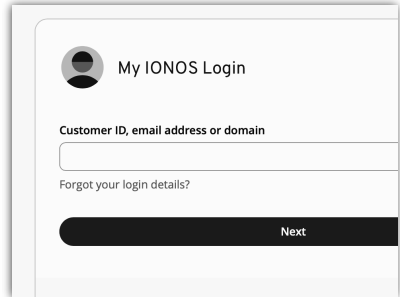 My IONOS Login
Customer ID, email address or domain
Forgot your login details?
Next